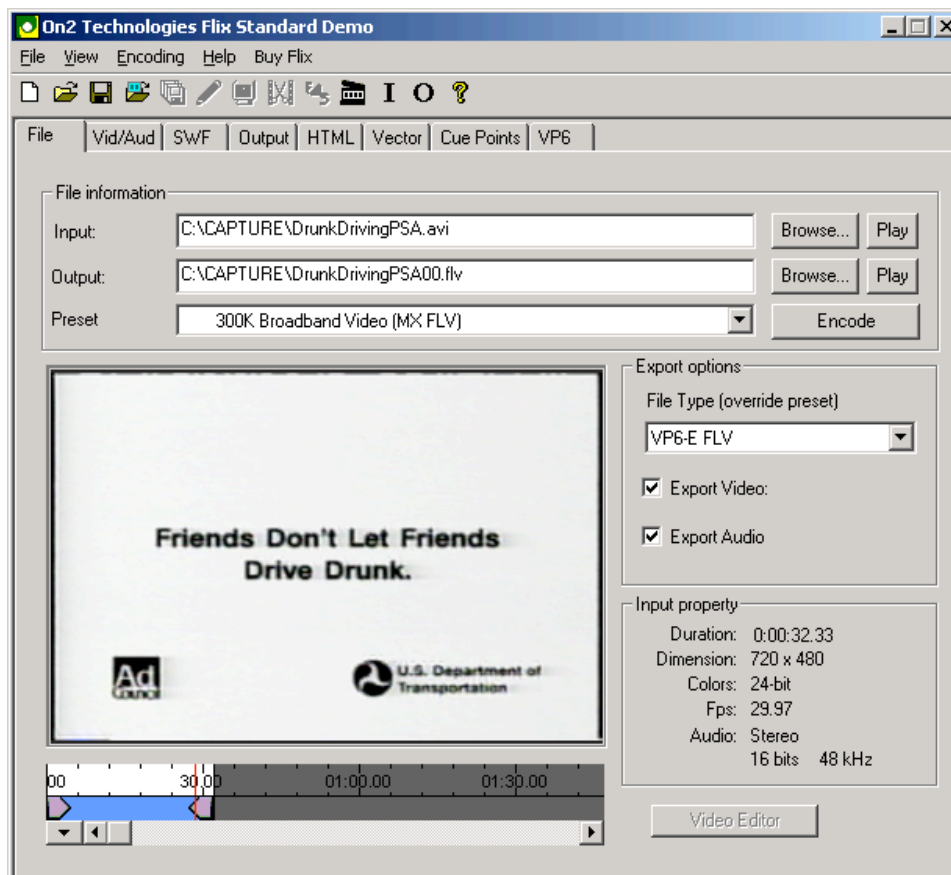 On2 Technologies Flix Standard Demo
File View Encoding Help Buy Flix
I O ?
File Vid/Aud SWF Output HTML Vector Cue Points VP6
File information
Input: C:\CAPTURE\DrunkDrivingPSA.avi Browse... Play
Output: C:\CAPTURE\DrunkDrivingPSA00.flv Browse... Play
Preset 300K Broadband Video (MX FLV) Encode
Export options
File Type (override preset)
VP6-E FLV
Export Video:
Export Audio
Friends Don't Let Friends
Drive Drunk.
Ad
Council
U.S. Department of
Transportation
Input property
Duration: 0:00:32.33
Dimension: 720 x 480
Colors: 24-bit
Fps: 29.97
Audio: Stereo
16 bits 48 kHz
00 30.00 01:00.00 01:30.00
Video Editor